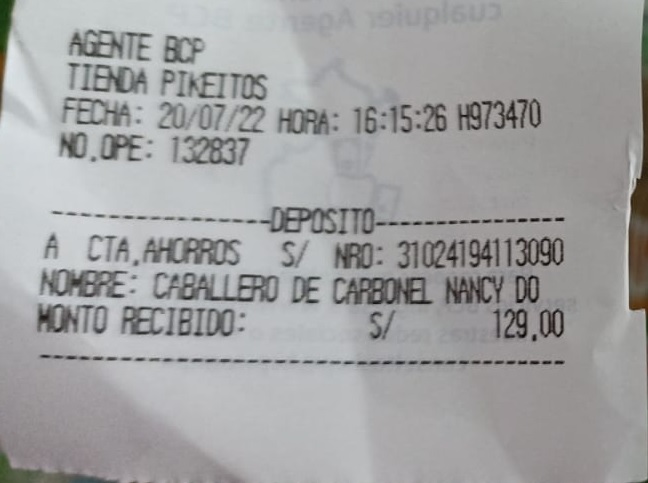 AGENTE BCP
TIENDA PIKEITOS
FECHA: 20/07/22 HORA: 16:15:26 H973470
NO.OPE: 132837
----------------DEPOSITO----------------
A CTA.AHORROS S/ NRO: 31024194113090
NOMBRE: CABALLERO DE CARBONEL NANCY DO
MONTO RECIBIDO: S/ 129.00
----------------------------------------